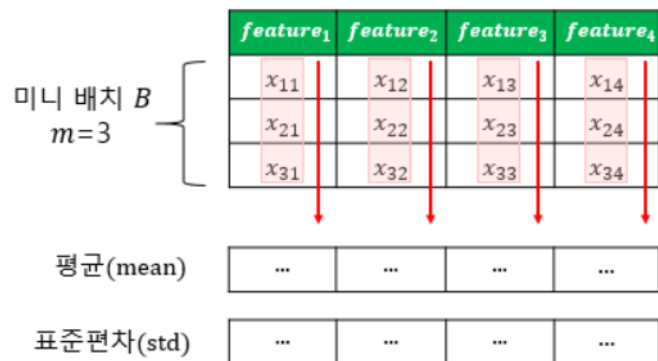 feature₁ feature₂ feature₃ feature₄
미니 배치 B
m=3
x₁₁ x₁₂ x₁₃ x₁₄
x₂₁ x₂₂ x₂₃ x₂₄
x₃₁ x₃₂ x₃₃ x₃₄
평균(mean) ... ... ... ...
표준편차(std) ... ... ... ...